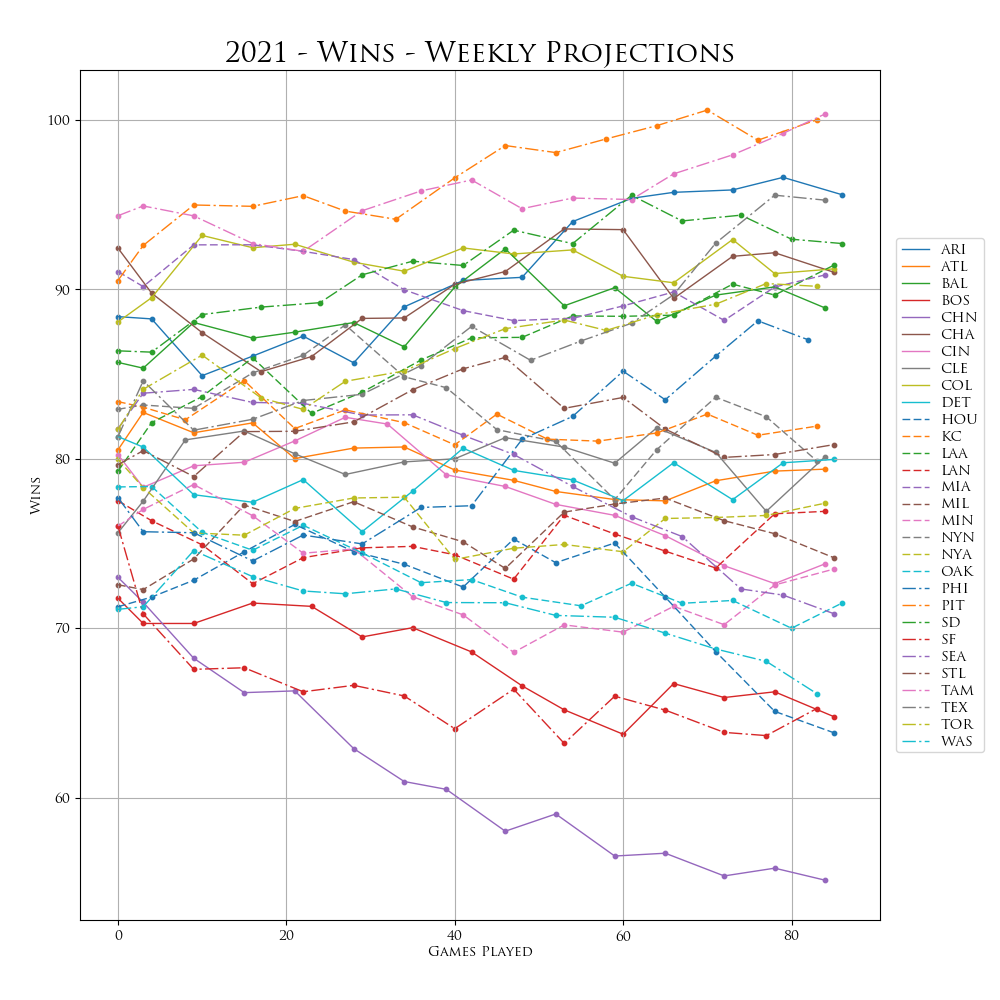 2021 - Wins - Weekly Projections
100
90
80
70
60
Wins
0 20 40 60 80
Games Played
ARI
ATL
BAL
BOS
CHN
CHA
CIN
CLE
COL
DET
HOU
KC
LAA
LAN
MIA
MIL
MIN
NYN
NYA
OAK
PHI
PIT
SD
SF
SEA
STL
TAM
TEX
TOR
WAS